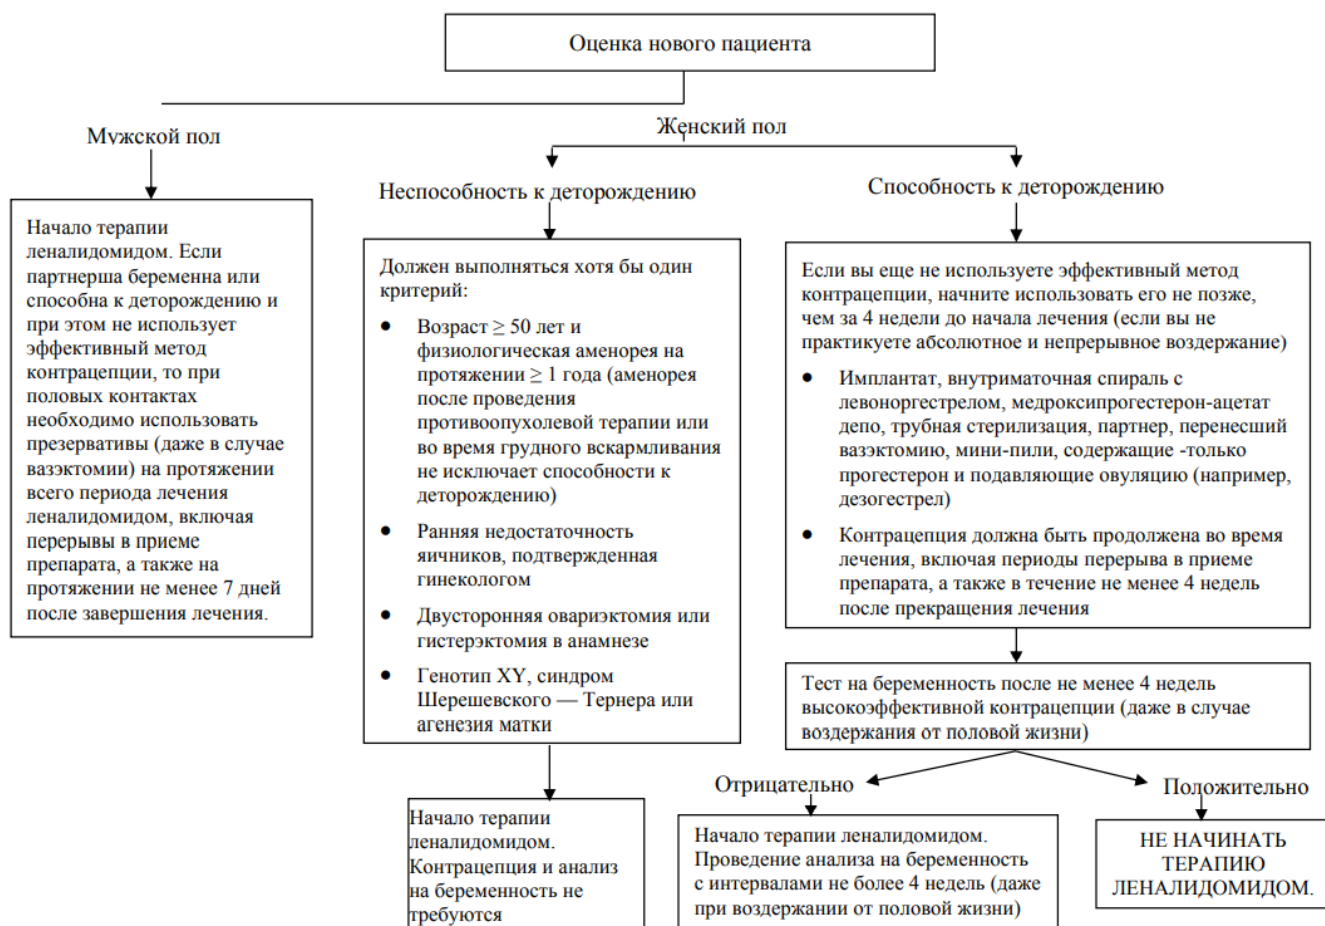 Оценка нового пациента
Мужской пол
Женский пол
Начало терапии
леналидомидом. Если
партнерша беременна или
способна к деторождению и
при этом не использует
эффективный метод
контрацепции, то при
половых контактах
необходимо использовать
презервативы (даже в случае
вазэктомии) на протяжении
всего периода лечения
леналидомидом, включая
перерывы в приеме
препарата, а также на
протяжении не менее 7 дней
после завершения лечения.
Неспособность к деторождению
Должен выполняться хотя бы один
критерий:
● Возраст ≥ 50 лет и
физиологическая аменорея на
протяжении ≥ 1 года (аменорея
после проведения
противоопухолевой терапии или
во время грудного вскармливания
не исключает способности к
деторождению)
● Ранняя недостаточность
яичников, подтвержденная
гинекологом
● Двусторонняя овариэктомия или
гистерэктомия в анамнезе
● Генотип XY, синдром
Шерешевского — Тернера или
агенезия матки
Начало терапии
леналидомидом.
Контрацепция и анализ
на беременность не
требуются
Способность к деторождению
Если вы еще не используете эффективный метод
контрацепции, начните использовать его не позже,
чем за 4 недели до начала лечения (если вы не
практикуете абсолютное и непрерывное воздержание)
● Имплантат, внутриматочная спираль с
левоноргестрелом, медроксипрогестерон-ацетат
депо, трубная стерилизация, партнер, перенесший
вазэктомию, мини-пили, содержащие -только
прогестерон и подавляющие овуляцию (например,
дезогестрел)
● Контрацепция должна быть продолжена во время
лечения, включая периоды перерыва в приеме
препарата, а также в течение не менее 4 недель
после прекращения лечения
Тест на беременность после не менее 4 недель
высокоэффективной контрацепции (даже в случае
воздержания от половой жизни)
Отрицательно
Начало терапии леналидомидом.
Проведение анализа на беременность
с интервалами не более 4 недель (даже
при воздержании от половой жизни)
Положительно
НЕ НАЧИНАТЬ
ТЕРАПИЮ
ЛЕНАЛИДОМИДОМ.